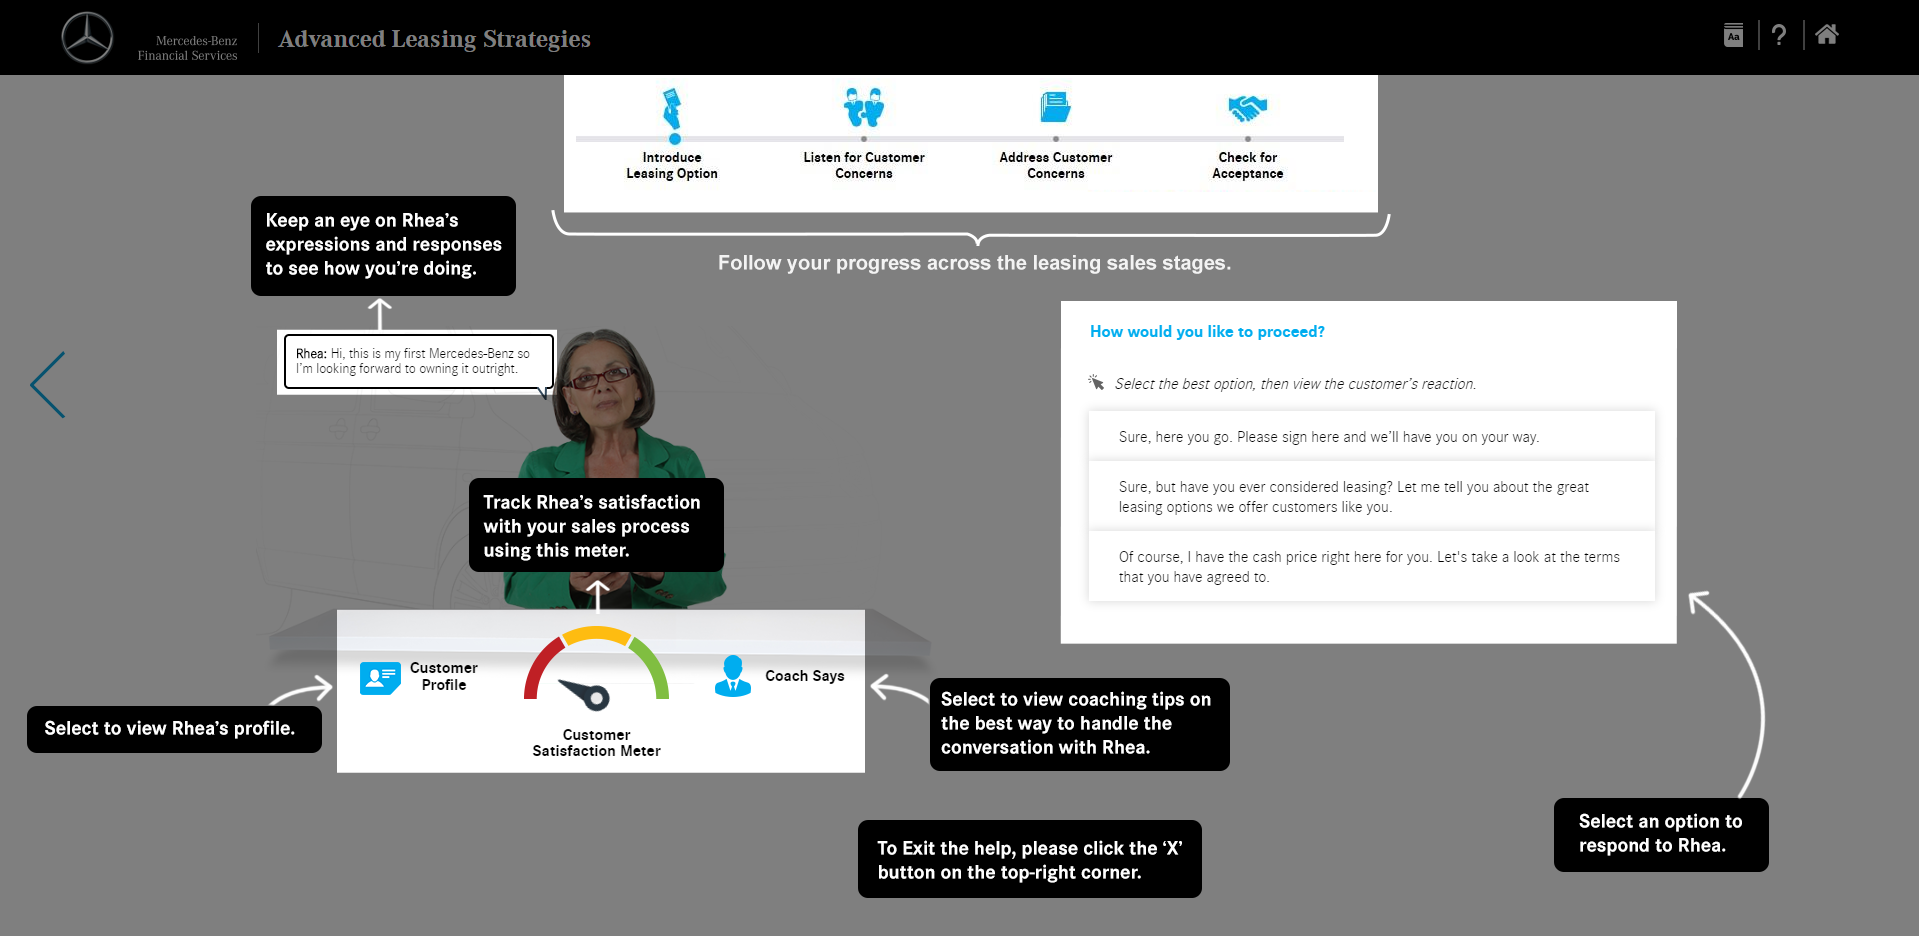 Mercedes-Benz
Financial Services
Advanced Leasing Strategies
Aa
?
Introduce
Leasing Option
Listen for Customer
Concerns
Address Customer
Concerns
Check for
Acceptance
Follow your progress across the leasing sales stages.
Keep an eye on Rhea's
expressions and responses
to see how you're doing.
Rhea: Hi, this is my first Mercedes-Benz so
I'm looking forward to owning it outright.
How would you like to proceed?
Select the best option, then view the customer's reaction.
Sure, here you go. Please sign here and we'll have you on your way.
Sure, but have you ever considered leasing? Let me tell you about the great
leasing options we offer customers like you.
Of course, I have the cash price right here for you. Let's take a look at the terms
that you have agreed to.
Track Rhea's satisfaction
with your sales process
using this meter.
Customer
Profile
Customer
Satisfaction Meter
Coach Says
Select to view Rhea's profile.
Select to view coaching tips on
the best way to handle the
conversation with Rhea.
Select an option to
respond to Rhea.
To Exit the help, please click the 'X'
button on the top-right corner.